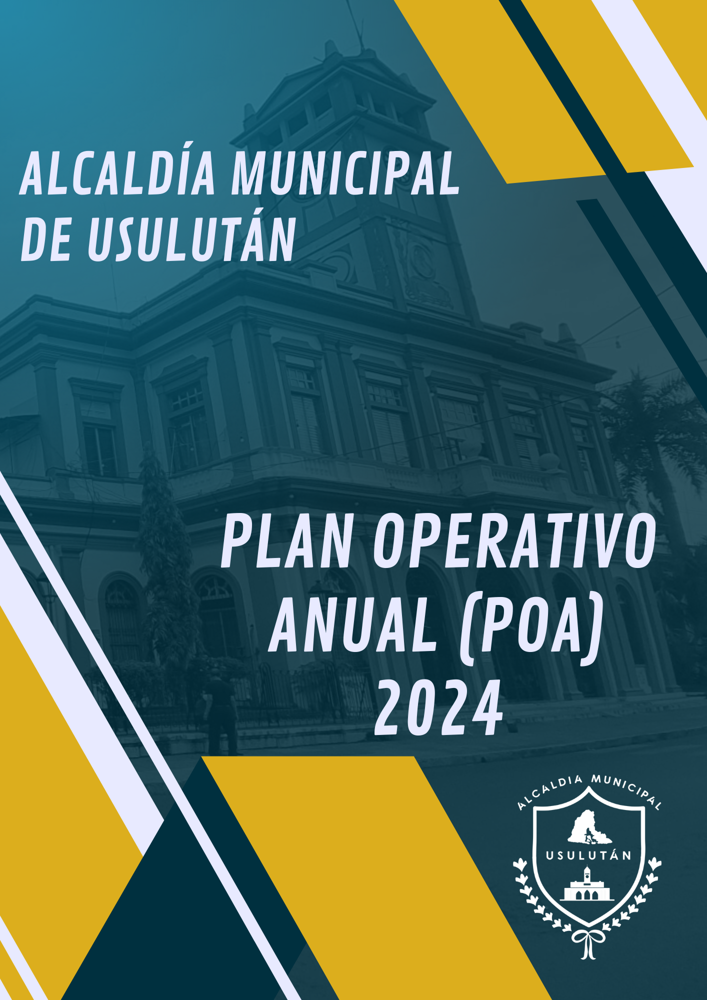 ALCALDÍA MUNICIPAL
DE USULUTÁN
PLAN OPERATIVO
ANUAL (POA)
2024
ALCALDIA MUNICIPAL
USULUTÁN